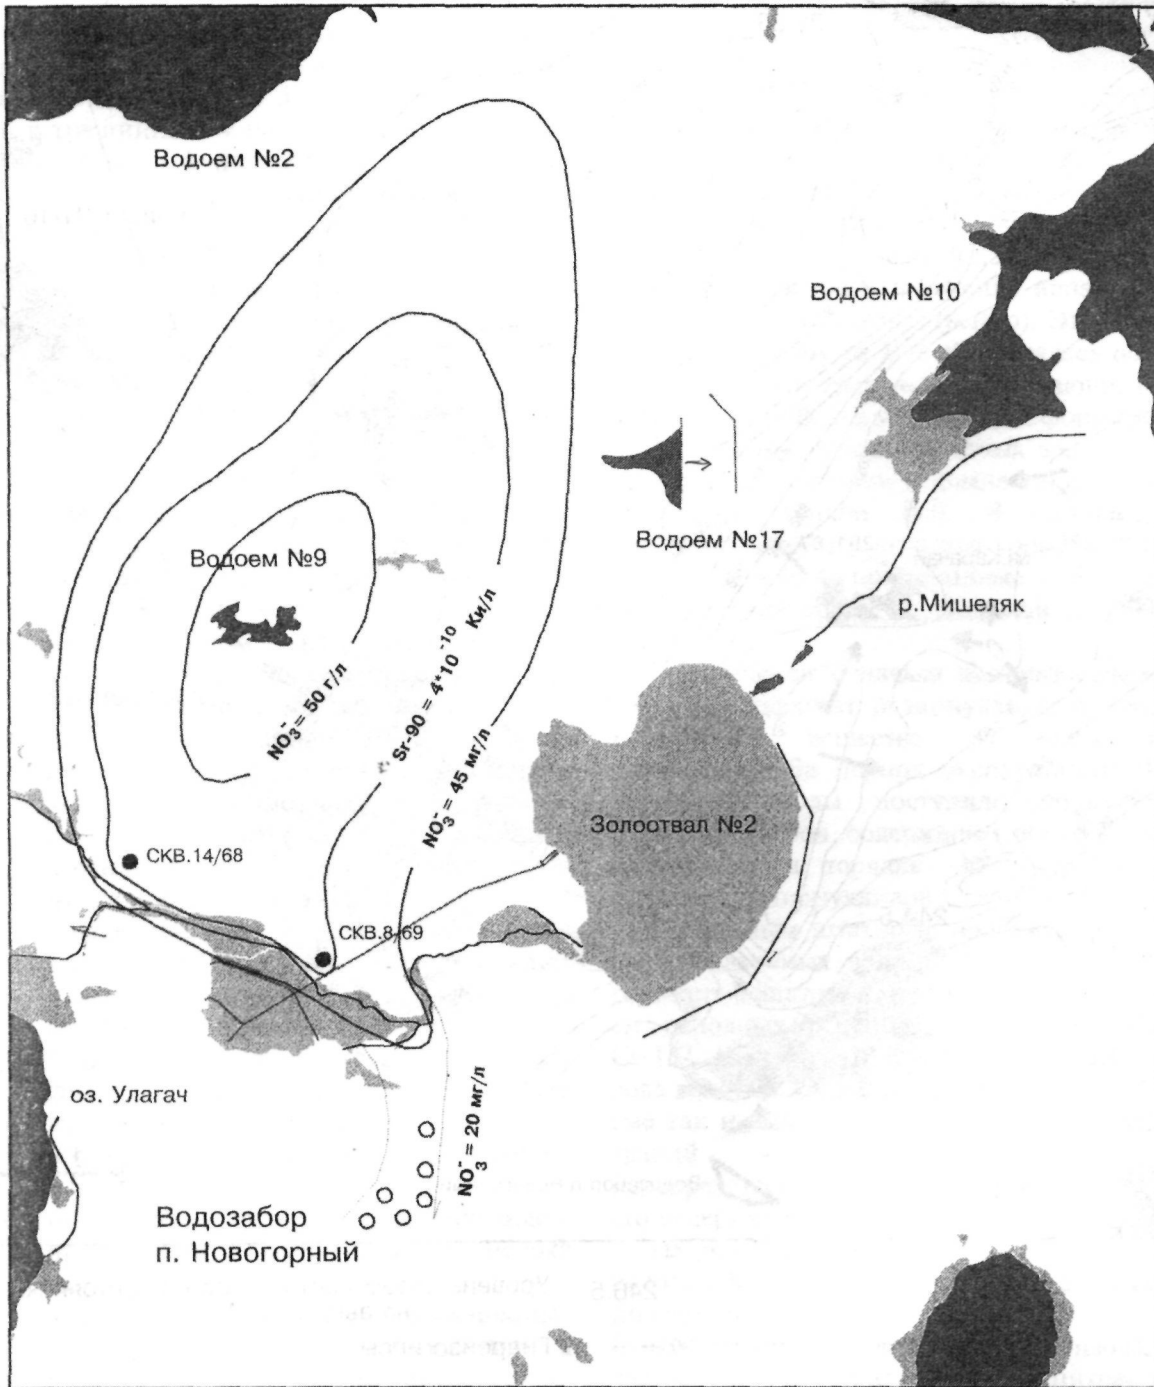 Водоем №2
Водоем №10
Водоем №9
Водоем №17
р.Мишеляк
NO₃⁻ = 50 г/л
Sr-90 = 4*10⁻¹⁰ Ки/л
NO₃⁻ = 45 мг/л
Золоотвал №2
СКВ.14/68
СКВ.8/69
оз. Улагач
NO₃⁻ = 20 мг/л
Водозабор
п. Новогорный